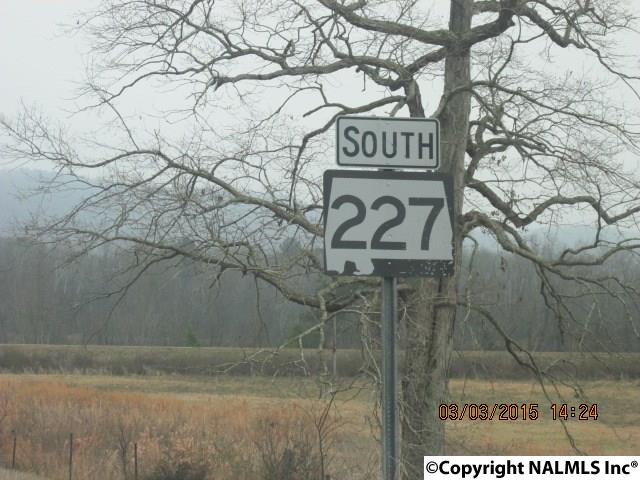 SOUTH
227
03/03/2015 14:24
©Copyright NALMLS Inc®